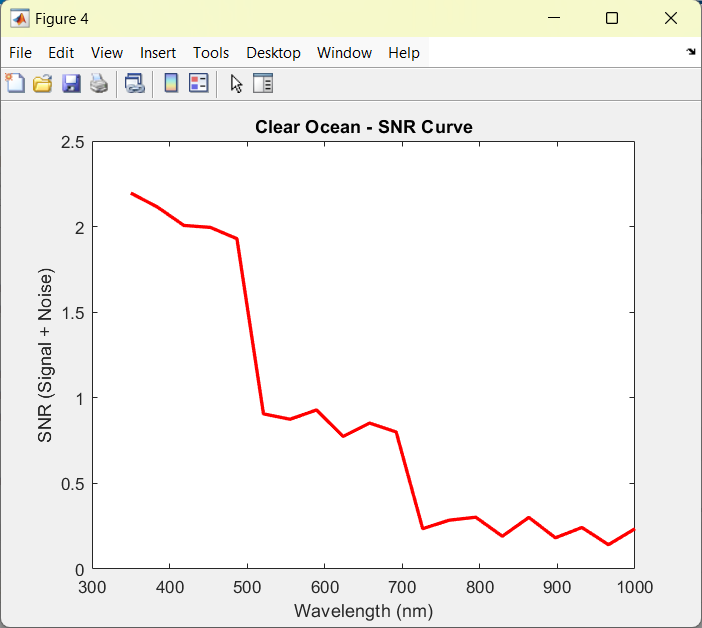 Figure 4
File Edit View Insert Tools Desktop Window Help
Clear Ocean - SNR Curve
2.5
2
1.5
1
0.5
0
SNR (Signal + Noise)
300 400 500 600 700 800 900 1000
Wavelength (nm)